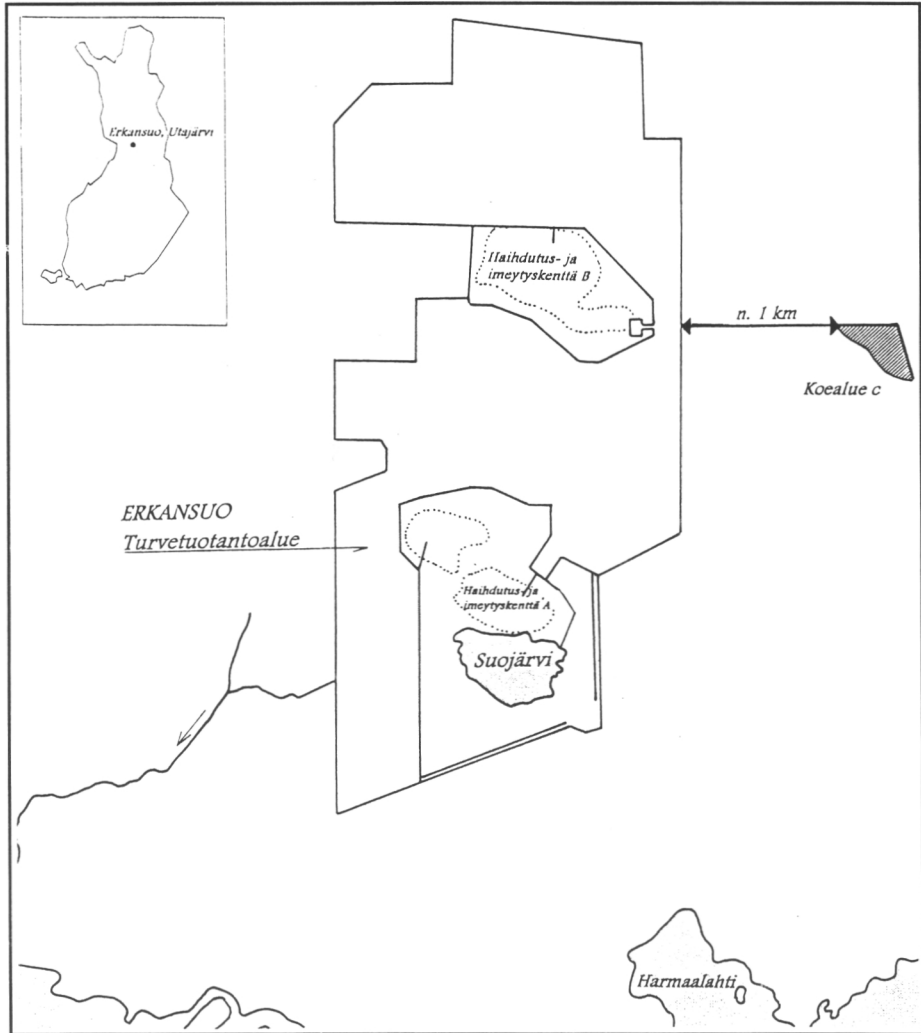 Erkansuo, Utajärvi
Haihdutus- ja
imeytyskenttä B
n. 1 km
Koealue c
ERKANSUO
Turvetuotantoalue
Haihdutus- ja
imeytyskenttä A
Suojärvi
Harmaalahti